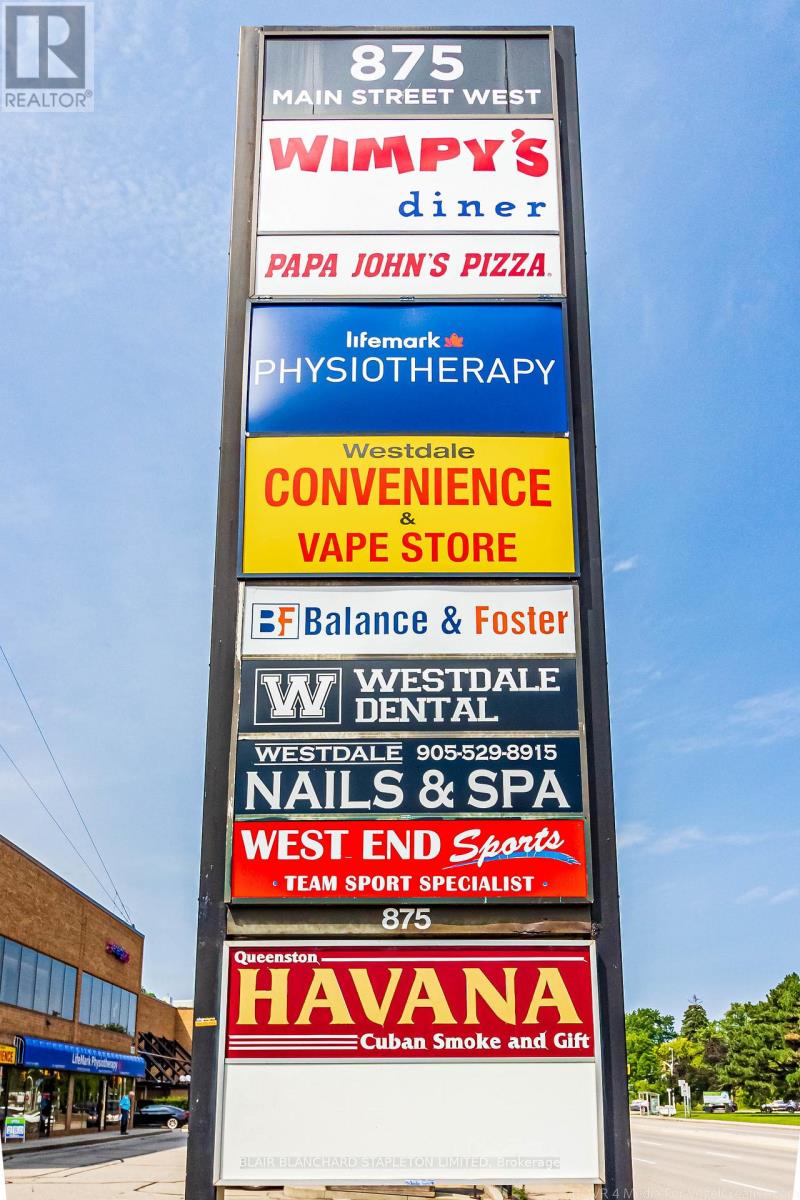 R
REALTOR®
875
MAIN STREET WEST
WIMPY'S
diner
PAPA JOHN'S PIZZA.
lifemark
PHYSIOTHERAPY
Westdale
CONVENIENCE
&
VAPE STORE
BF Balance & Foster
W WESTDALE
DENTAL
WESTDALE 905-529-8915
NAILS & SPA
WEST END Sports
• TEAM SPORT SPECIALIST •
875
Queenston
HAVANA
Cuban Smoke and Gift
LifeMark Physiotherapy
BLAIR BLANCHARD STAPLETON LIMITED, Brokerage